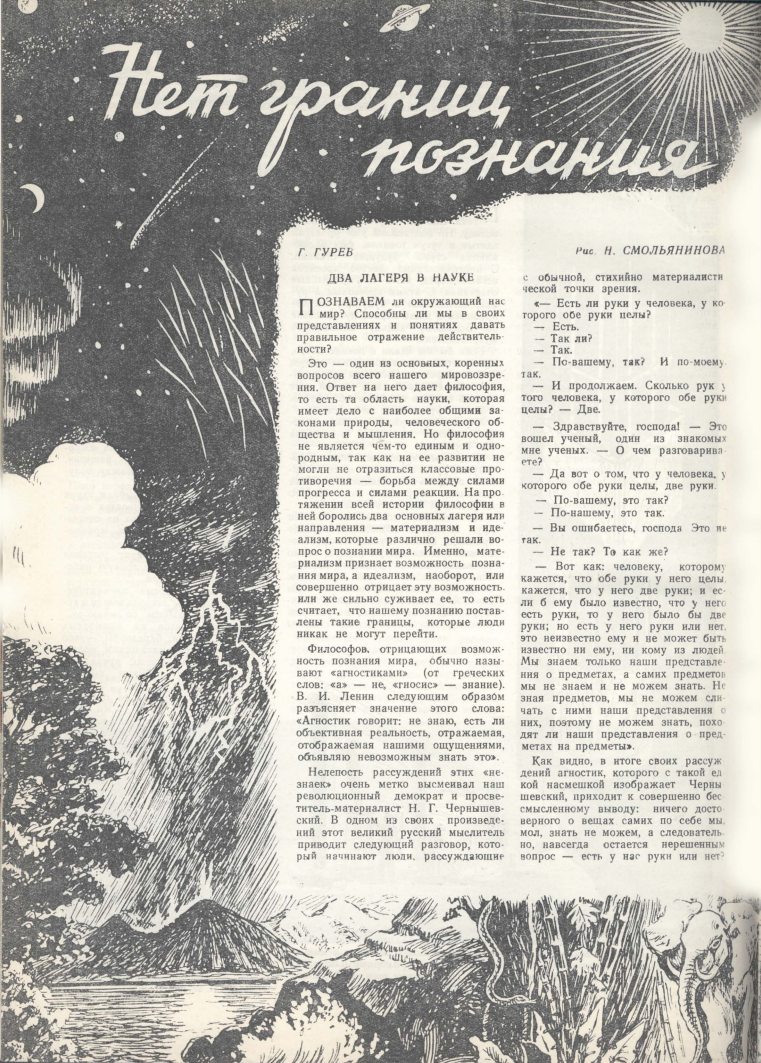 Нет границ
познания
Г. ГУРЕВ
Рис. Н. СМОЛЬЯНИНОВА
ДВА ЛАГЕРЯ В НАУКЕ
ПОЗНАВАЕМ ли окружающий нас
мир? Способны ли мы в своих
представлениях и понятиях давать
правильное отражение действитель-
ности?
Это — один из основных, коренных
вопросов всего нашего мировоззре-
ния. Ответ на него дает философия,
то есть та область науки, которая
имеет дело с наиболее общими за-
конами природы, человеческого об-
щества и мышления. Но философия
не является чем-то единым и одно-
родным, так как на ее развитии не
могли не отразиться классовые про-
тиворечия — борьба между силами
прогресса и силами реакции. На про-
тяжении всей истории философии в
ней боролись два основных лагеря или
направления — материализм и иде-
ализм, которые различно решали во-
прос о познании мира. Именно, мате-
риализм признает возможность позна-
ния мира, а идеализм, наоборот, или
совершенно отрицает эту возможность.
или же сильно суживает ее, то есть
считает, что нашему познанию постав-
лены такие границы, которые люди
никак не могут перейти.
Философов, отрицающих возмож-
ность познания мира, обычно назы-
вают «агностиками» (от греческих
слов: «а» — не, «гносис» — знание).
В. И. Ленин следующим образом
разъясняет значение этого слова:
«Агностик говорит: не знаю, есть ли
объективная реальность, отражаемая,
отображаемая нашими ощущениями,
объявляю невозможным знать это».
Нелепость рассуждений этих «не-
знаек» очень метко высмеивал наш
революционный демократ и просве-
титель-материалист Н. Г. Чернышев-
ский. В одном из своих произведе-
ний этот великий русский мыслитель
приводит следующий разговор, кото-
рый начинают люди, рассуждающие
с обычной, стихийно материалисти
ческой точки зрения.
«— Есть ли руки у человека, у ко-
торого обе руки целы?
— Есть.
— Так ли?
— Так.
— По-вашему, так? И по-моему
так.
— И продолжаем. Сколько рук у
того человека, у которого обе руки
целы? — Две.
— Здравствуйте, господа! — Это
вошел ученый, один из знакомых
мне ученых. — О чем разговарива-
ете?
— Да вот о том, что у человека, у
которого обе руки целы, две руки.
— По-вашему, это так?
— По-нашему, это так.
— Вы ошибаетесь, господа Это не
так.
— Не так? То как же?
— Вот как: человеку, которому
кажется, что обе руки у него целы,
кажется, что у него две руки; и ес-
ли б ему было известно, что у него
есть руки, то у него было бы две
руки; но есть у него руки или нет,
это неизвестно ему и не может быть
известно ни ему, ни кому из людей.
Мы знаем только наши представле-
ния о предметах, а самих предметов
мы не знаем и не можем знать. Не
зная предметов, мы не можем сли-
чать с ними наши представления о
них, поэтому не можем знать, похо-
дят ли наши представления о пред-
метах на предметы».
Как видно, в итоге своих рассуж
дений агностик, которого с такой ед
кой насмешкой изображает Черны
шевский, приходит к совершенно бес-
смысленному выводу: ничего досто-
верного о вещах самих по себе мы,
мол, знать не можем, а следователь-
но, навсегда остается нерешенным
вопрос — есть у нас руки или нет?